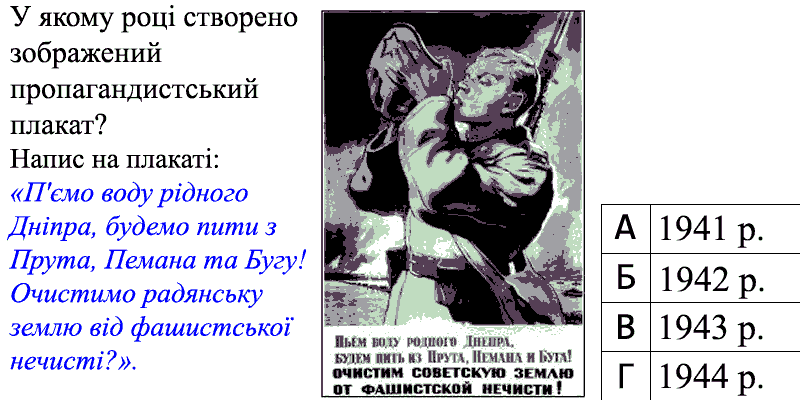 У якому році створено
зображений
пропагандистський
плакат?
Напис на плакаті:
«П'ємо воду рідного
Дніпра, будемо пити з
Прута, Пемана та Бугу!
Очистимо радянську
землю від фашистської
нечисті?».
Пьём воду родного Днепра,
будем пить из Прута, Немана и Буга!
очистим советскую землю
от фашистской нечисти!
А 1941 р.
Б 1942 р.
В 1943 р.
Г 1944 р.